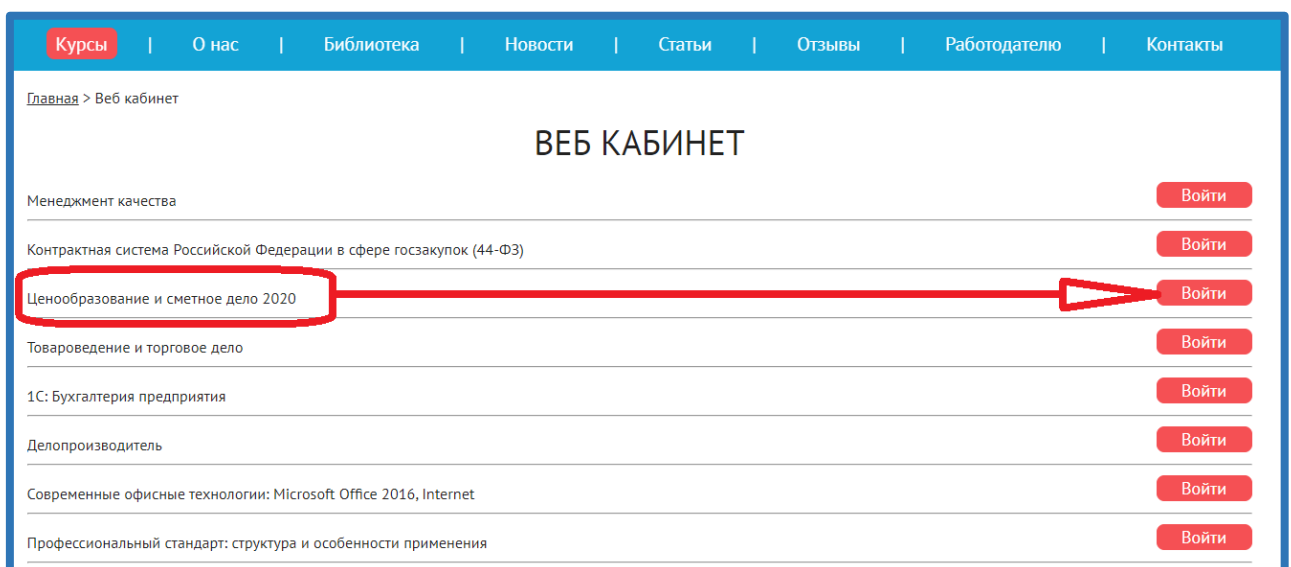 Курсы | О нас | Библиотека | Новости | Статьи | Отзывы | Работодателю | Контакты
Главная > Веб кабинет
ВЕБ КАБИНЕТ
Менеджмент качества Войти
Контрактная система Российской Федерации в сфере госзакупок (44-ФЗ) Войти
Ценообразование и сметное дело 2020 Войти
Товароведение и торговое дело Войти
1С: Бухгалтерия предприятия Войти
Делопроизводитель Войти
Современные офисные технологии: Microsoft Office 2016, Internet Войти
Профессиональный стандарт: структура и особенности применения Войти